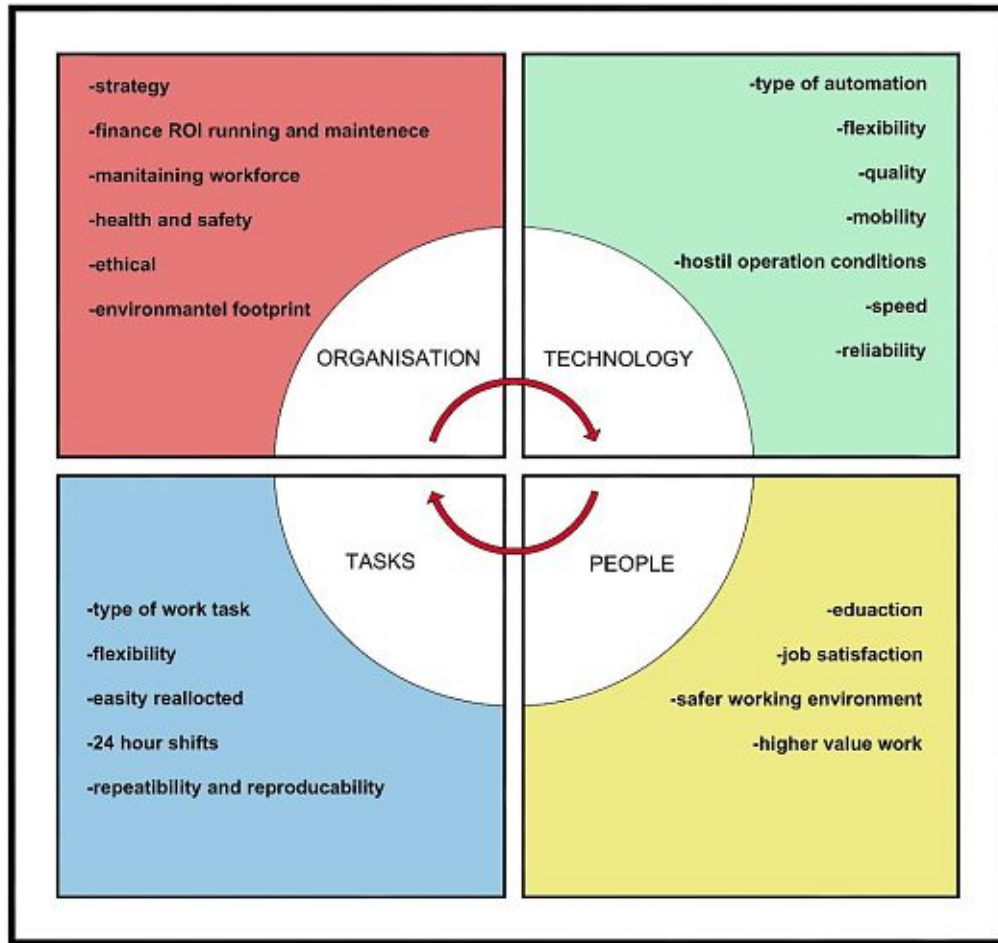 -strategy
-finance ROI running and maintenece
-manitaining workforce
-health and safety
-ethical
-environmantel footprint
ORGANISATION
-type of automation
-flexibility
-quality
-mobility
-hostil operation conditions
-speed
-reliability
TECHNOLOGY
TASKS
-type of work task
-flexibility
-easity reallocted
-24 hour shifts
-repeatibility and reproducability
PEOPLE
-eduaction
-job satisfaction
-safer working environment
-higher value work